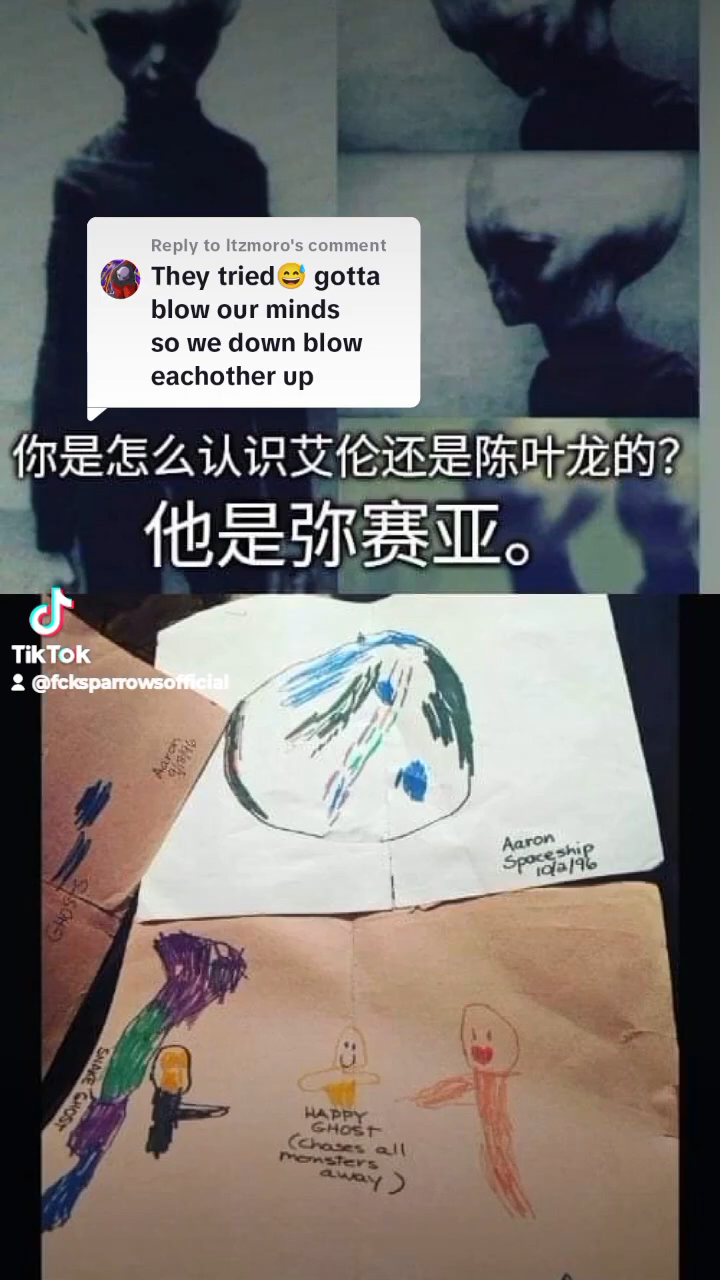 Reply to Itzmoro's comment
They tried😅 gotta
blow our minds
so we down blow
eachother up
你是怎么认识艾伦还是陈叶龙的？
他是弥赛亚。
TikTok
@fcksparrowsofficial
Aaron
GHOSTS
Aaron
Spaceship
10/2/96
SNAKE GHOST
HAPPY
GHOST
(chases all
monsters
away)